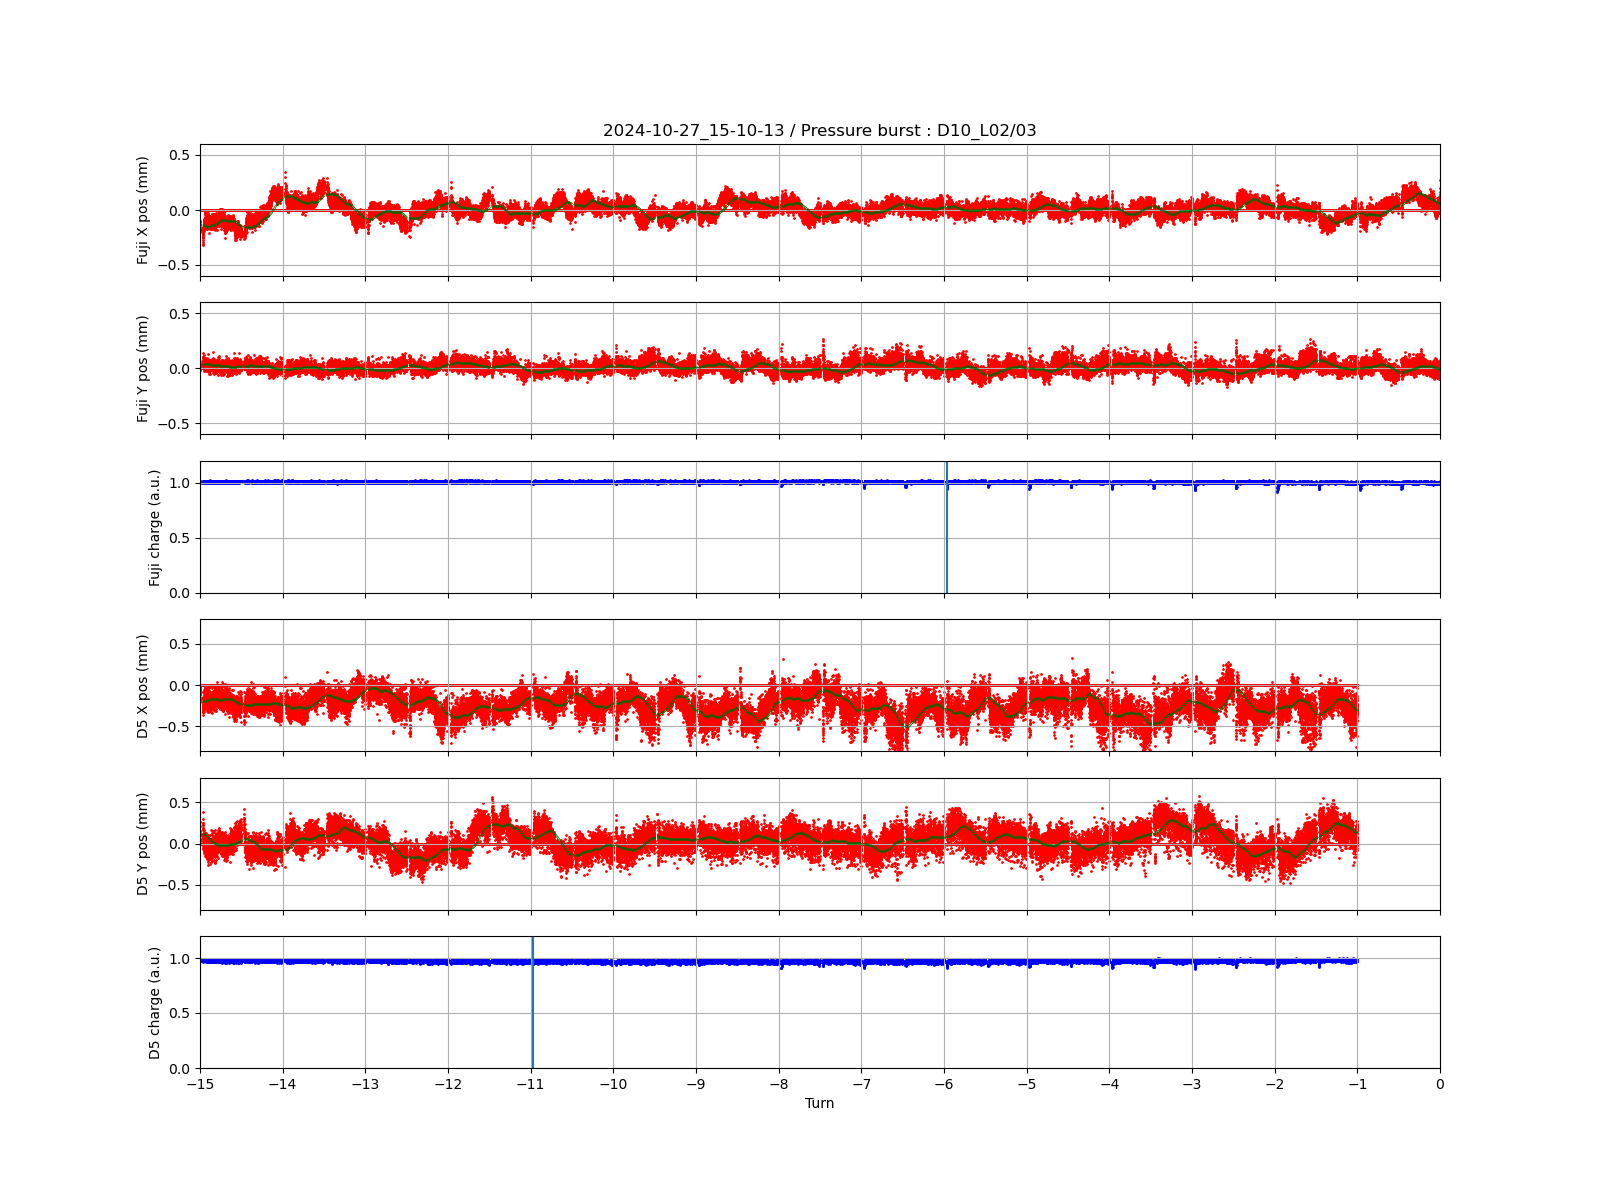 2024-10-27_15-10-13 / Pressure burst : D10_L02/03
Fuji X pos (mm)
0.5
0.0
−0.5
Fuji Y pos (mm)
0.5
0.0
−0.5
Fuji charge (a.u.)
1.0
0.5
0.0
D5 X pos (mm)
0.5
0.0
−0.5
D5 Y pos (mm)
0.5
0.0
−0.5
D5 charge (a.u.)
1.0
0.5
0.0
−15 −14 −13 −12 −11 −10 −9 −8 −7 −6 −5 −4 −3 −2 −1 0
Turn